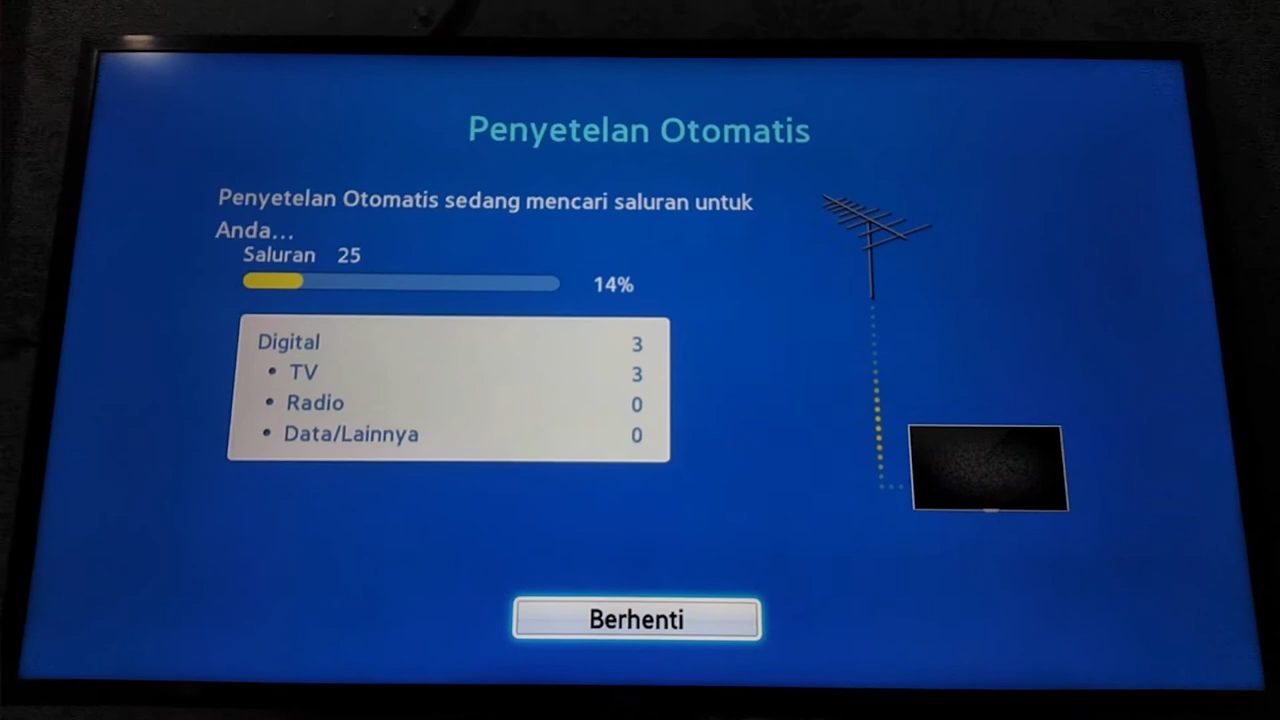 Penyetelan Otomatis
Penyetelan Otomatis sedang mencari saluran untuk
Anda...
Saluran 25
14%
Digital 3
• TV 3
• Radio 0
• Data/Lainnya 0
Berhenti